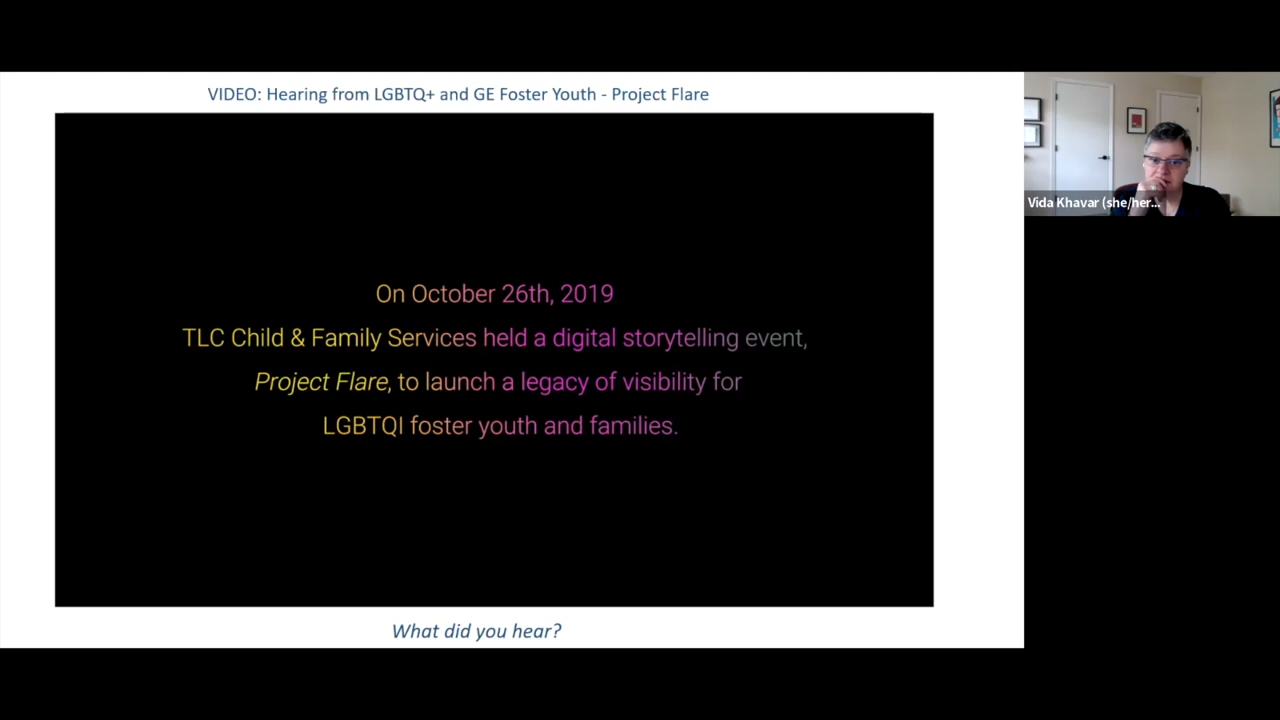 VIDEO: Hearing from LGBTQ+ and GE Foster Youth - Project Flare
On October 26th, 2019
TLC Child & Family Services held a digital storytelling event,
Project Flare, to launch a legacy of visibility for
LGBTQI foster youth and families.
What did you hear?
Vida Khavar (she/her...